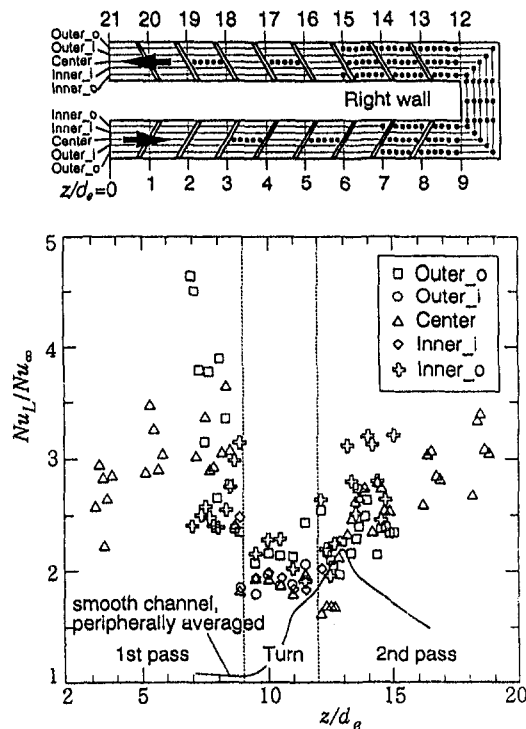 21 20 19 18 17 16 15 14 13 12
Outer_o
Outer_i
Center
Inner_i
Inner_o
Right wall
Inner_o
Inner_i
Center
Outer_i
Outer_o
z/d_e=0 1 2 3 4 5 6 7 8 9
5
4
3
2
1
Nu_L/Nu_∞
Outer_o
Outer_i
Center
Inner_i
Inner_o
smooth channel,
peripherally averaged
1st pass
Turn
2nd pass
2 5 10 15 20
z/d_e